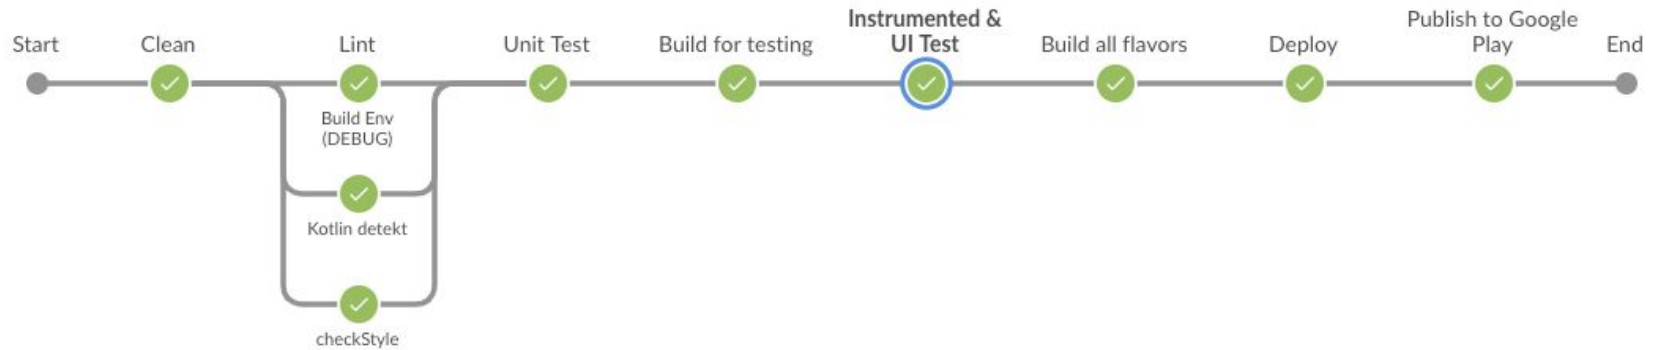 Start
Clean
Lint
Unit Test
Build for testing
Instrumented &
UI Test
Build all flavors
Deploy
Publish to Google
Play
End
Build Env
(DEBUG)
Kotlin detekt
checkStyle